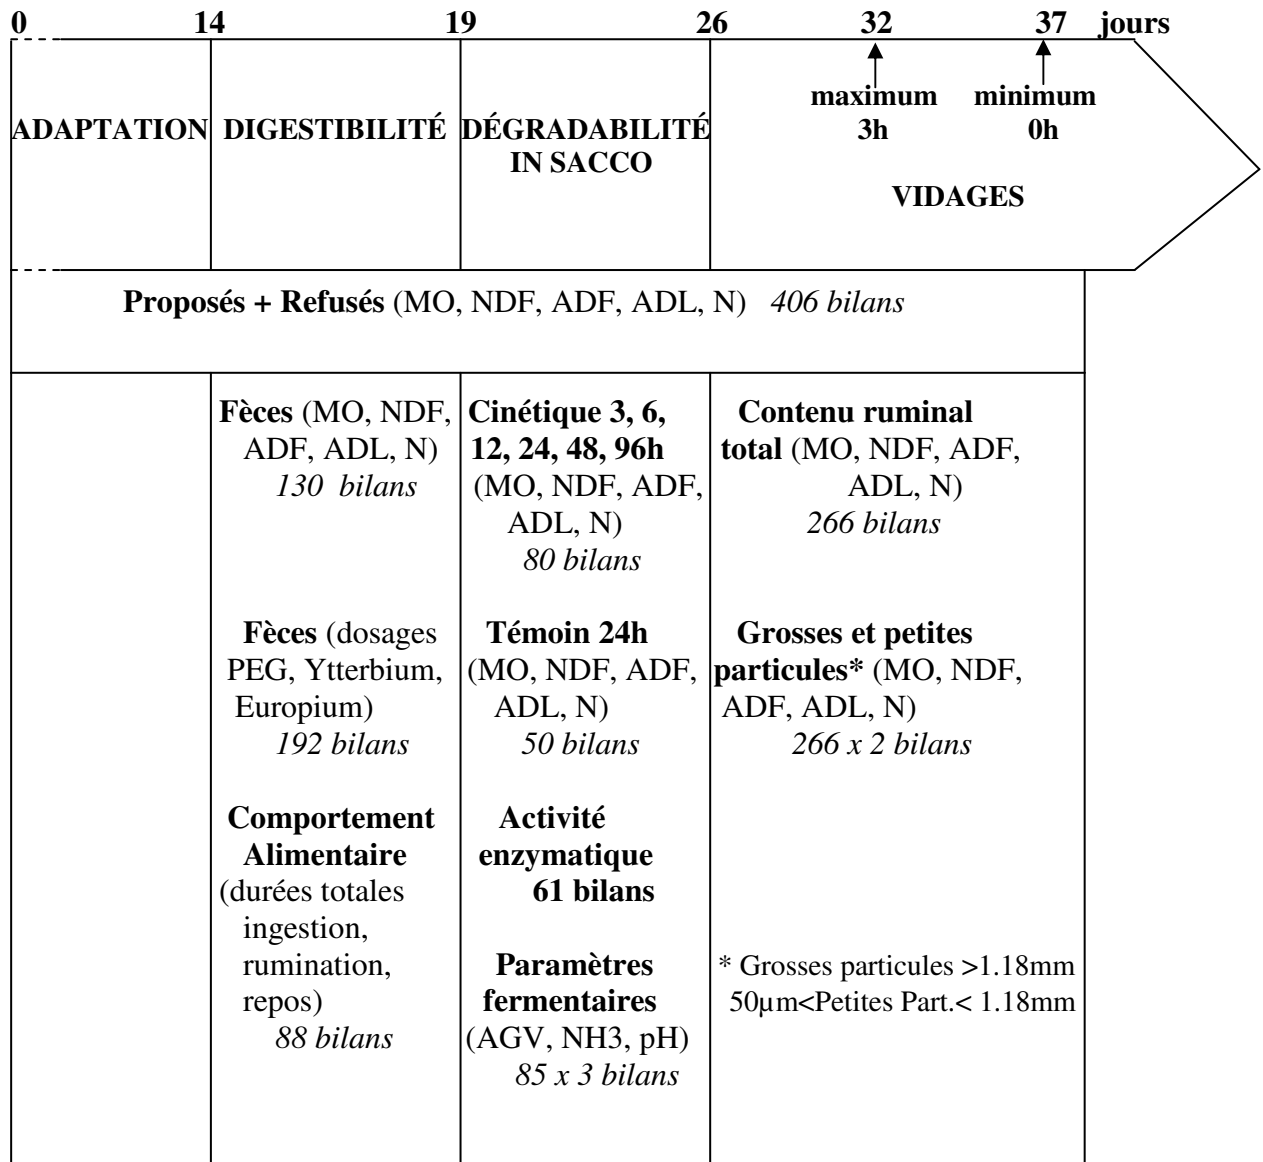 0 14 19 26 32 37 jours
maximum minimum
3h 0h
ADAPTATION DIGESTIBILITÉ DÉGRADABILITÉ
IN SACCO
VIDAGES
Proposés + Refusés (MO, NDF, ADF, ADL, N) 406 bilans
Fèces (MO, NDF,
ADF, ADL, N)
130 bilans
Fèces (dosages
PEG, Ytterbium,
Europium)
192 bilans
Comportement
Alimentaire
(durées totales
ingestion,
rumination,
repos)
88 bilans
Cinétique 3, 6,
12, 24, 48, 96h
(MO, NDF, ADF,
ADL, N)
80 bilans
Témoin 24h
(MO, NDF, ADF,
ADL, N)
50 bilans
Activité
enzymatique
61 bilans
Paramètres
fermentaires
(AGV, NH3, pH)
85 x 3 bilans
Contenu ruminal
total (MO, NDF, ADF,
ADL, N)
266 bilans
Grosses et petites
particules* (MO, NDF,
ADF, ADL, N)
266 x 2 bilans
* Grosses particules >1.18mm
50µm<Petites Part.< 1.18mm